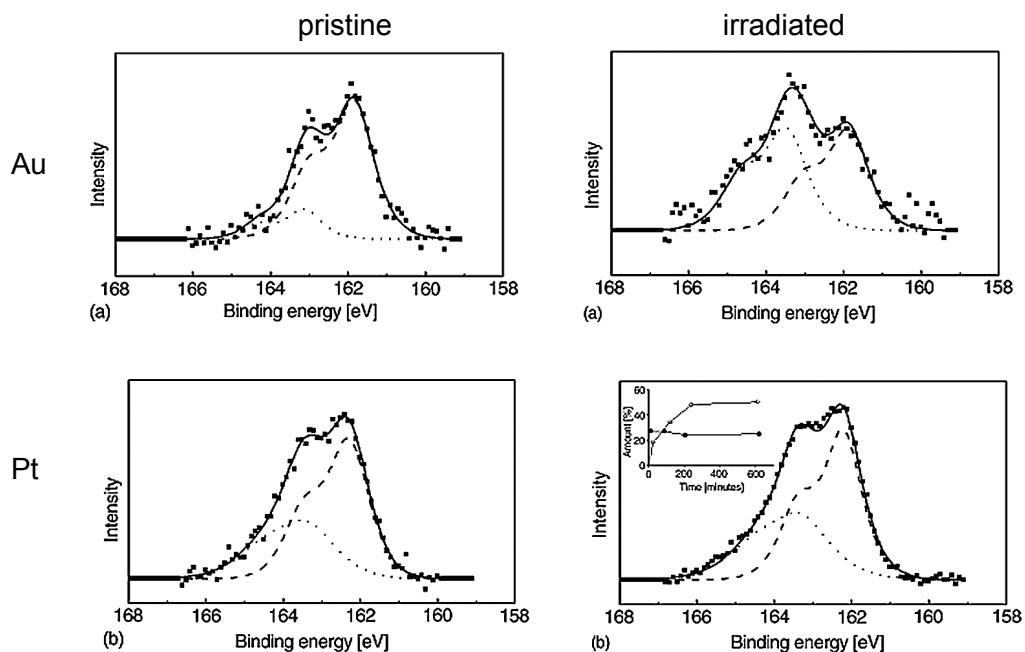 pristine
irradiated
Au
Intensity
168 166 164 162 160 158
(a)
Binding energy [eV]
Intensity
168 166 164 162 160 158
(a)
Binding energy [eV]
Pt
Intensity
168 166 164 162 160 158
(b)
Binding energy [eV]
Amount [%]
60
40
20
0
0 200 400 600
Time [minutes]
Intensity
168 166 164 162 160 158
(b)
Binding energy [eV]